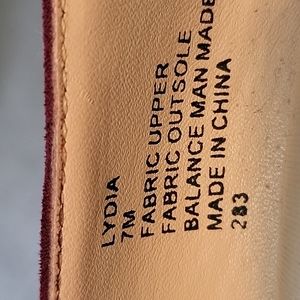 LYDIA
7M
FABRIC UPPER
FABRIC OUTSOLE
BALANCE MAN MADE
MADE IN CHINA
283